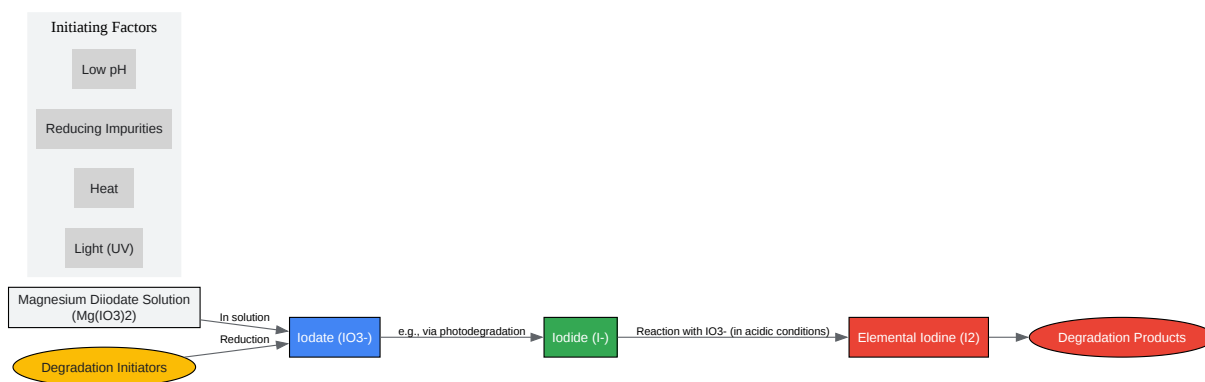 Initiating Factors
Low pH
Reducing Impurities
Heat
Light (UV)
Magnesium Diiodate Solution
(Mg(IO3)2)
In solution
Reduction
Degradation Initiators
Iodate (IO3-)
e.g., via photodegradation
Iodide (I-)
Reaction with IO3- (in acidic conditions)
Elemental Iodine (I2)
Degradation Products